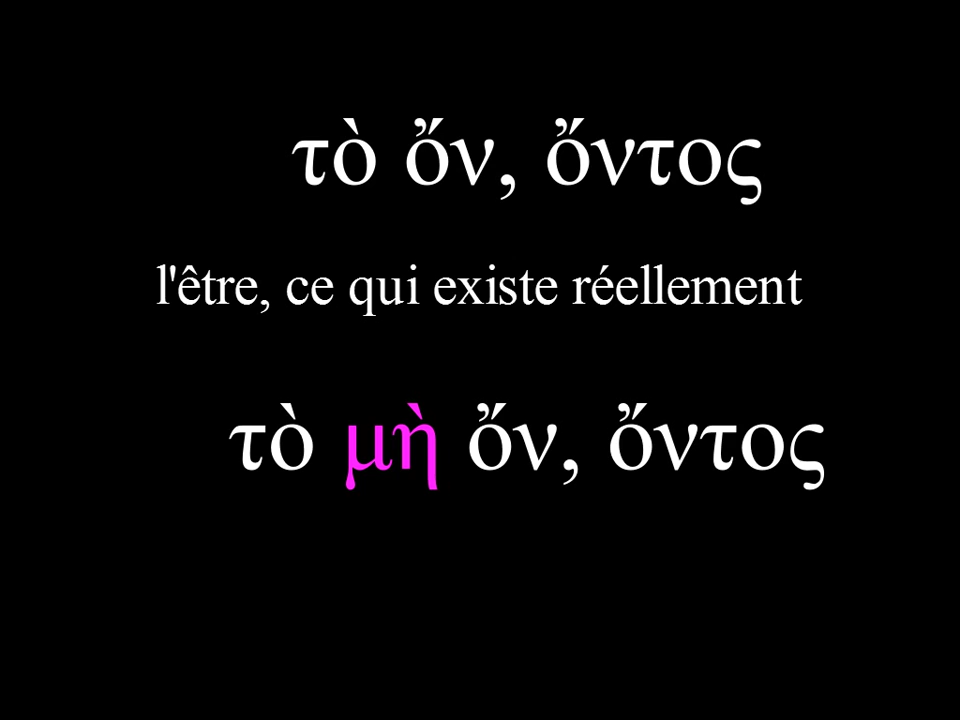 τὸ ὄν, ὄντος
l'être, ce qui existe réellement
τὸ μὴ ὄν, ὄντος